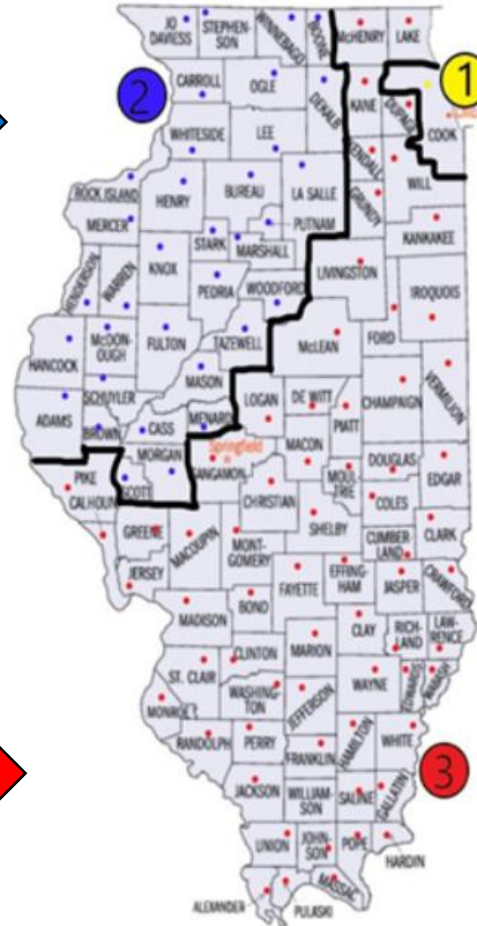 JO DAVIESS
STEPHEN-
SON
WINNEBAGO
BOONE
McHENRY
LAKE
1
2
CARROLL
OGLE
DEKALB
KANE
DUPAGE
COOK
WHITESIDE
LEE
KENDALL
WILL
ROCK ISLAND
HENRY
BUREAU
LA SALLE
GRUNDY
MERCER
PUTNAM
KANKAKEE
STARK
MARSHALL
HENDERSON
WARREN
KNOX
PEORIA
WOODFORD
LIVINGSTON
IROQUOIS
HANCOCK
McDON-
OUGH
FULTON
TAZEWELL
McLEAN
FORD
SCHUYLER
MASON
LOGAN
DE WITT
CHAMPAIGN
VERMILION
ADAMS
BROWN
CASS
MENARD
PIATT
MACON
Springfield
PIKE
SCOTT
MORGAN
SANGAMON
DOUGLAS
EDGAR
MOUL
TRIE
COLES
CALHOUN
CHRISTIAN
SHELBY
GREENE
MACOUPIN
MONT-
GOMERY
CUMBER-
LAND
CLARK
JERSEY
FAYETTE
EFFING-
HAM
JASPER
CRAWFORD
BOND
MADISON
CLAY
RICH-
LAND
LAW-
RENCE
ST. CLAIR
CLINTON
MARION
WAYNE
EDWARDS
WABASH
MONROE
WASHING-
TON
JEFFERSON
RANDOLPH
PERRY
HAMILTON
WHITE
FRANKLIN
3
JACKSON
WILLIAM-
SON
SALINE
GALLATIN
UNION
JOHN-
SON
POPE
HARDIN
MASSAC
ALEXANDER
PULASKI